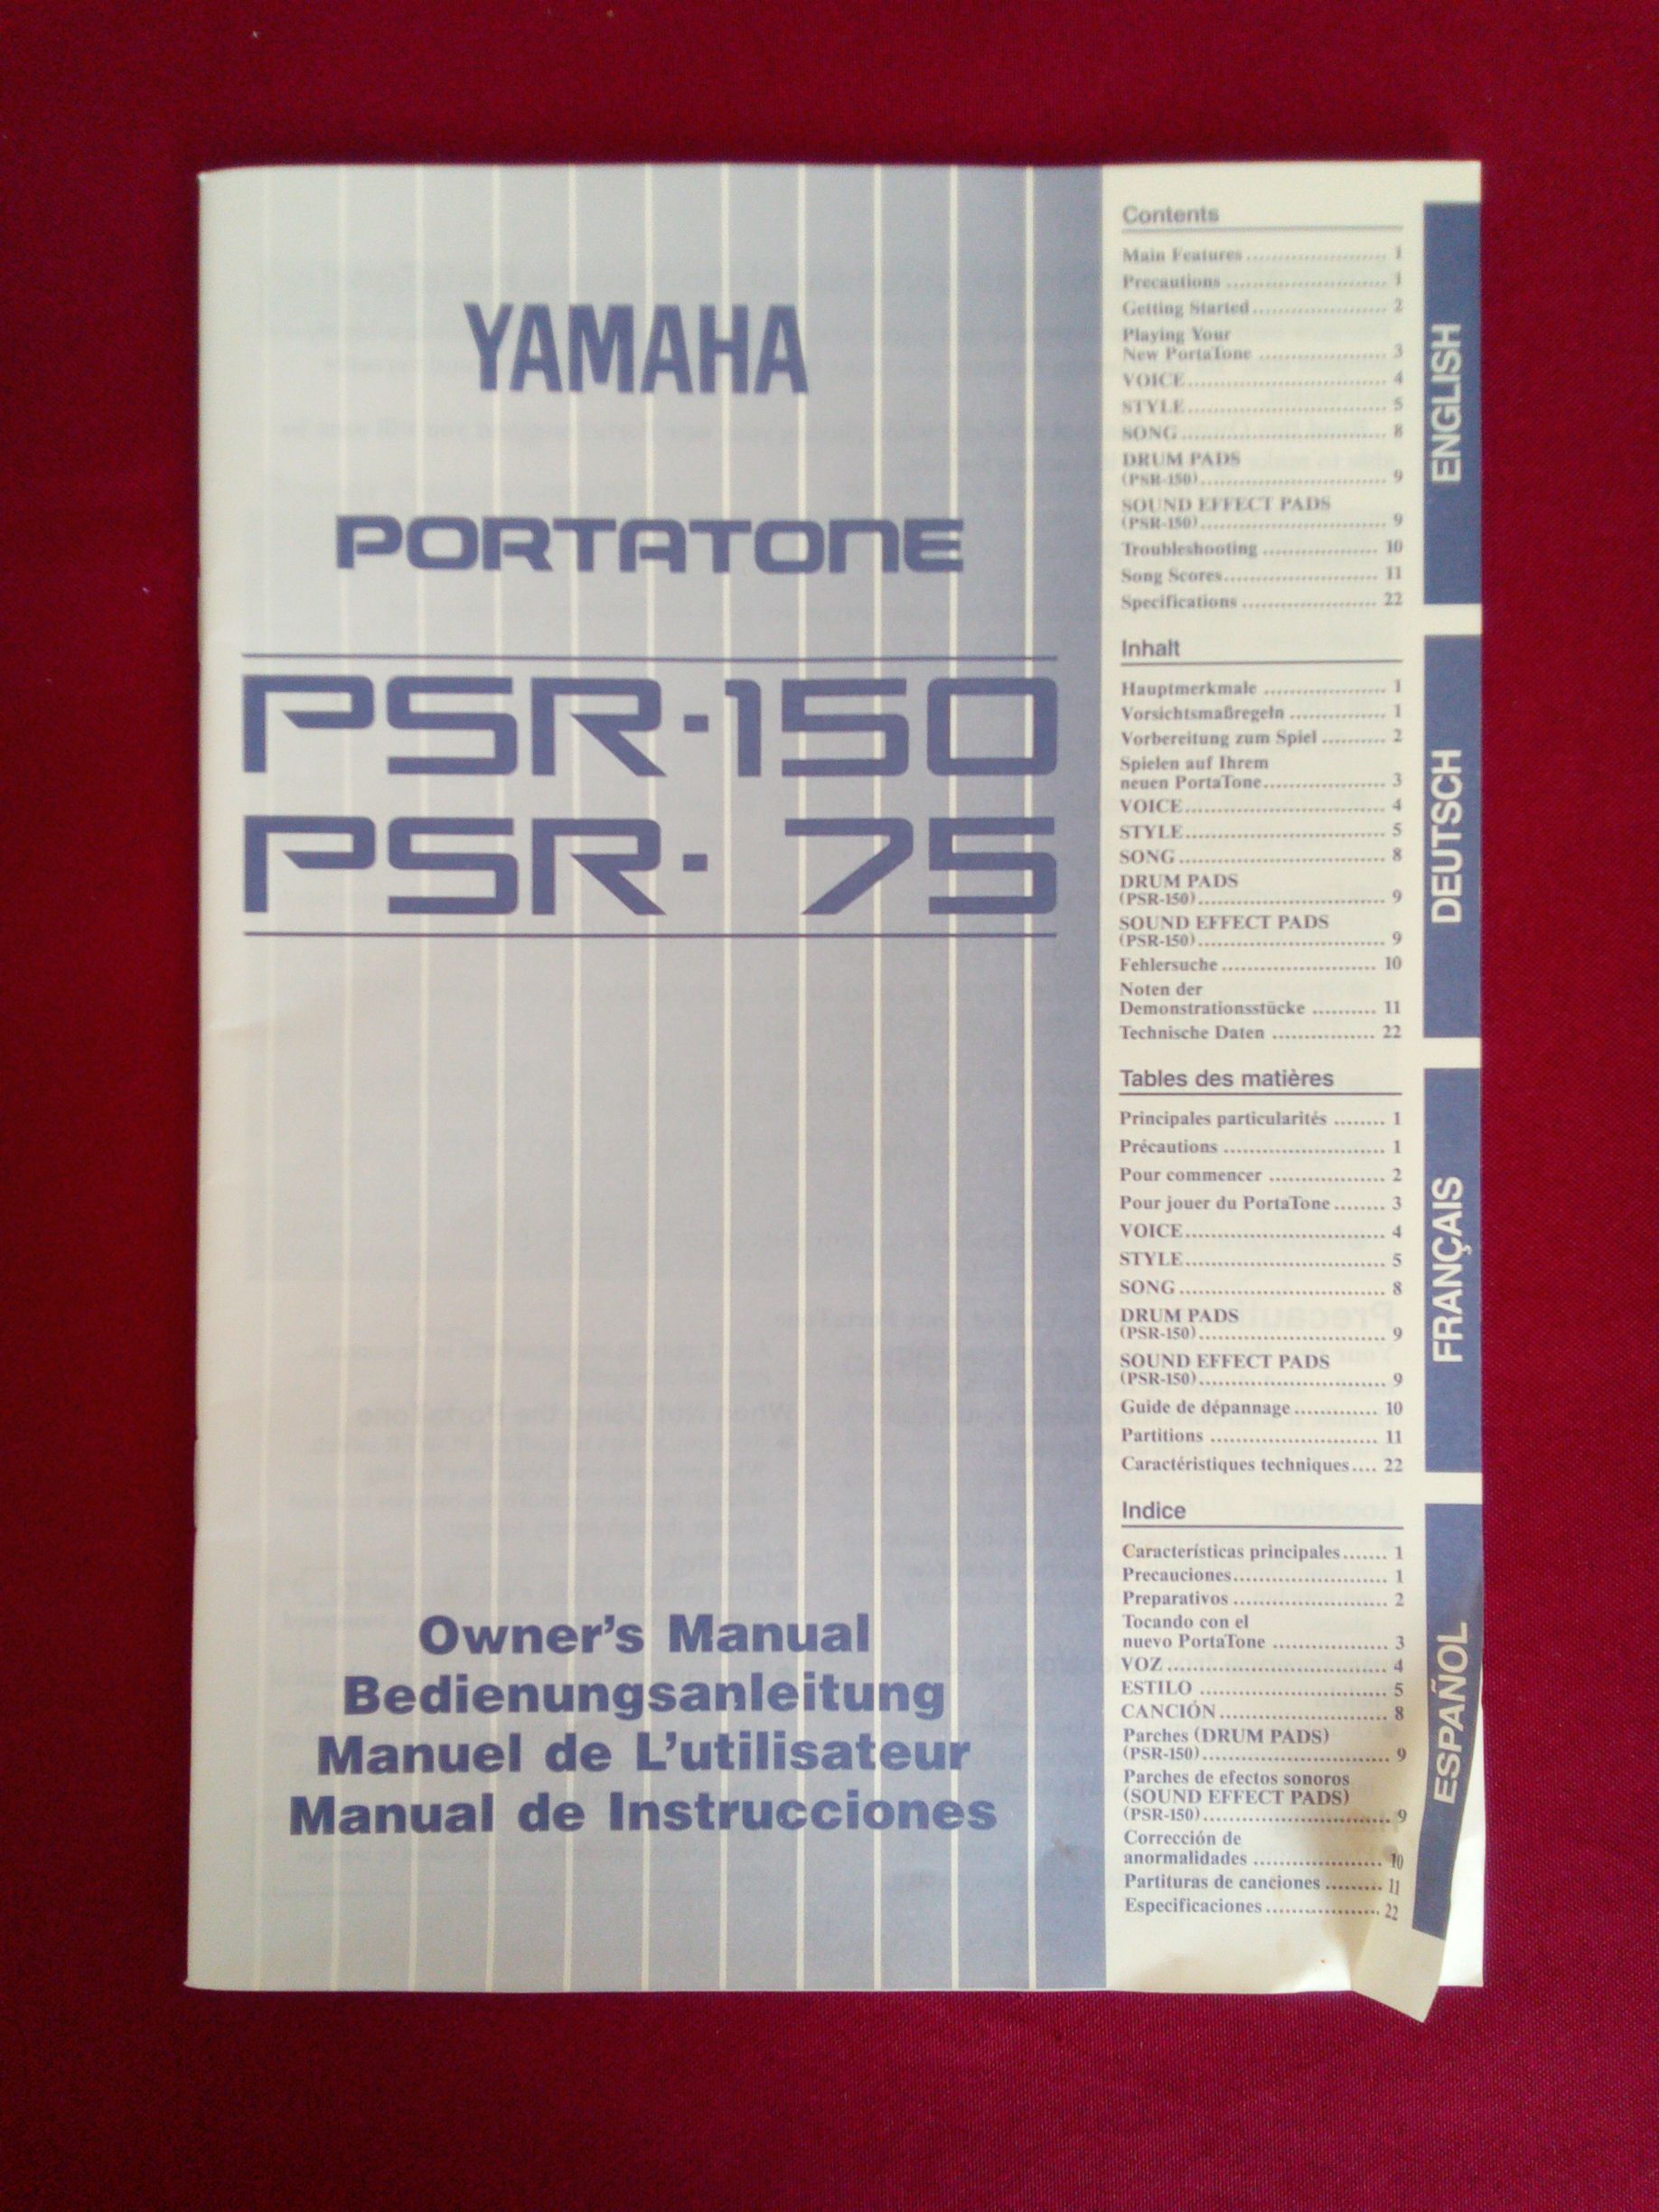 YAMAHA
PORTATONE
PSR-150
PSR-75
Owner's Manual
Bedienungsanleitung
Manuel de L'utilisateur
Manual de Instrucciones
Contents
Main Features ...................... 1
Precautions ......................... 1
Getting Started ..................... 2
Playing Your
New PortaTone .................... 3
VOICE ............................... 4
STYLE ............................... 5
SONG ................................ 8
DRUM PADS
(PSR-150) ............................ 9
SOUND EFFECT PADS
(PSR-150) ............................ 9
Troubleshooting .................. 10
Song Scores ........................ 11
Specifications ..................... 22
ENGLISH
Inhalt
Hauptmerkmale ................... 1
Vorsichtsmaßregeln ............... 1
Vorbereitung zum Spiel .......... 2
Spielen auf Ihrem
neuen PortaTone ................... 3
VOICE ............................... 4
STYLE ............................... 5
SONG ................................ 8
DRUM PADS
(PSR-150) ............................ 9
SOUND EFFECT PADS
(PSR-150) ............................ 9
Fehlersuche ........................ 10
Noten der
Demonstrationsstücke .......... 11
Technische Daten ................ 22
DEUTSCH
Tables des matières
Principales particularités ........ 1
Précautions ......................... 1
Pour commencer .................. 2
Pour jouer du PortaTone ........ 3
VOICE ............................... 4
STYLE ............................... 5
SONG ................................ 8
DRUM PADS
(PSR-150) ............................ 9
SOUND EFFECT PADS
(PSR-150) ............................ 9
Guide de dépannage ............. 10
Partitions .......................... 11
Caractéristiques techniques .... 22
FRANÇAIS
Indice
Características principales ....... 1
Precauciones ........................ 1
Preparativos ........................ 2
Tocando con el
nuevo PortaTone .................. 3
VOZ .................................. 4
ESTILO .............................. 5
CANCIÓN .......................... 8
Parches (DRUM PADS)
(PSR-150) ............................ 9
Parches de efectos sonoros
(SOUND EFFECT PADS)
(PSR-150) ............................ 9
Corrección de
anormalidades .................... 10
Partituras de canciones ......... 11
Especificaciones .................. 22
ESPAÑOL